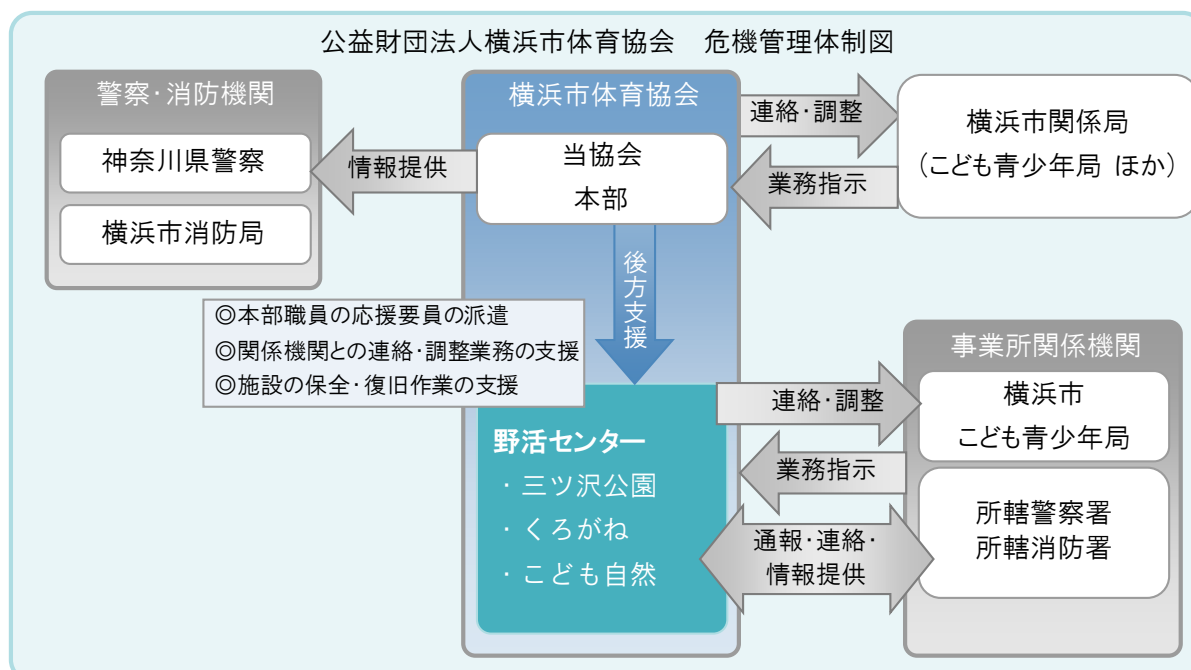 公益財団法人横浜市体育協会　危機管理体制図
警察・消防機関
神奈川県警察
横浜市消防局
情報提供
横浜市体育協会
当協会
本部
連絡・調整
業務指示
横浜市関係局
（こども青少年局 ほか）
後方支援
◎本部職員の応援要員の派遣
◎関係機関との連絡・調整業務の支援
◎施設の保全・復旧作業の支援
野活センター
・三ツ沢公園
・くろがね
・こども自然
連絡・調整
業務指示
通報・連絡・
情報提供
事業所関係機関
横浜市
こども青少年局
所轄警察署
所轄消防署